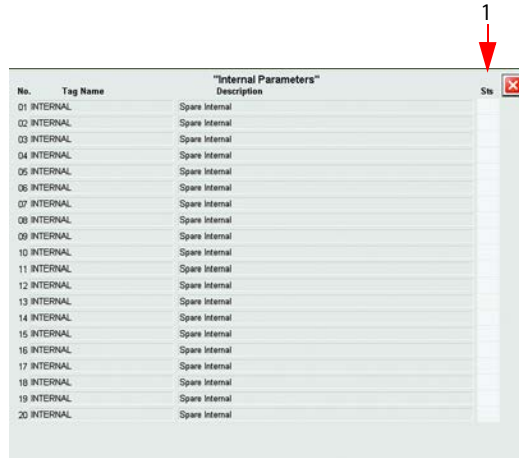 1
"Internal Parameters"
No. Tag Name Description Sts
01 INTERNAL Spare Internal
02 INTERNAL Spare Internal
03 INTERNAL Spare Internal
04 INTERNAL Spare Internal
05 INTERNAL Spare Internal
06 INTERNAL Spare Internal
07 INTERNAL Spare Internal
08 INTERNAL Spare Internal
09 INTERNAL Spare Internal
10 INTERNAL Spare Internal
11 INTERNAL Spare Internal
12 INTERNAL Spare Internal
13 INTERNAL Spare Internal
14 INTERNAL Spare Internal
15 INTERNAL Spare Internal
16 INTERNAL Spare Internal
17 INTERNAL Spare Internal
18 INTERNAL Spare Internal
19 INTERNAL Spare Internal
20 INTERNAL Spare Internal